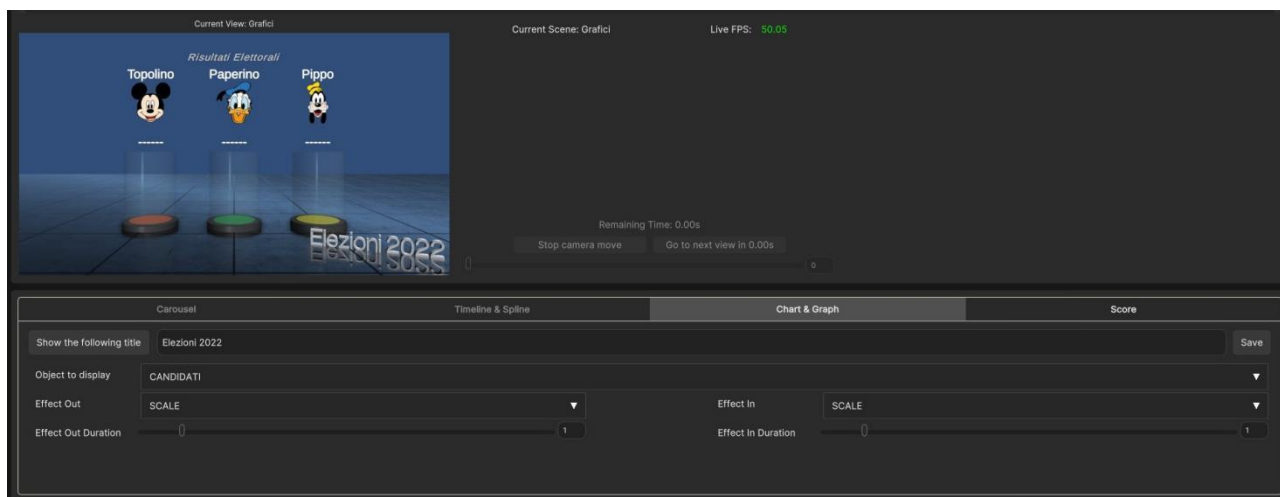 Current View: Grafici
Current Scene: Grafici Live FPS: 50.05
Risultati Elettorali
Topolino Paperino Pippo
------ ------ ------
Elezioni 2022
Remaining Time: 0.00s
Stop camera move Go to next view in 0.00s
0
Carousel Timeline & Spline Chart & Graph Score
Show the following title Elezioni 2022 Save
Object to display CANDIDATI
Effect Out SCALE Effect In SCALE
Effect Out Duration 1 Effect In Duration 1